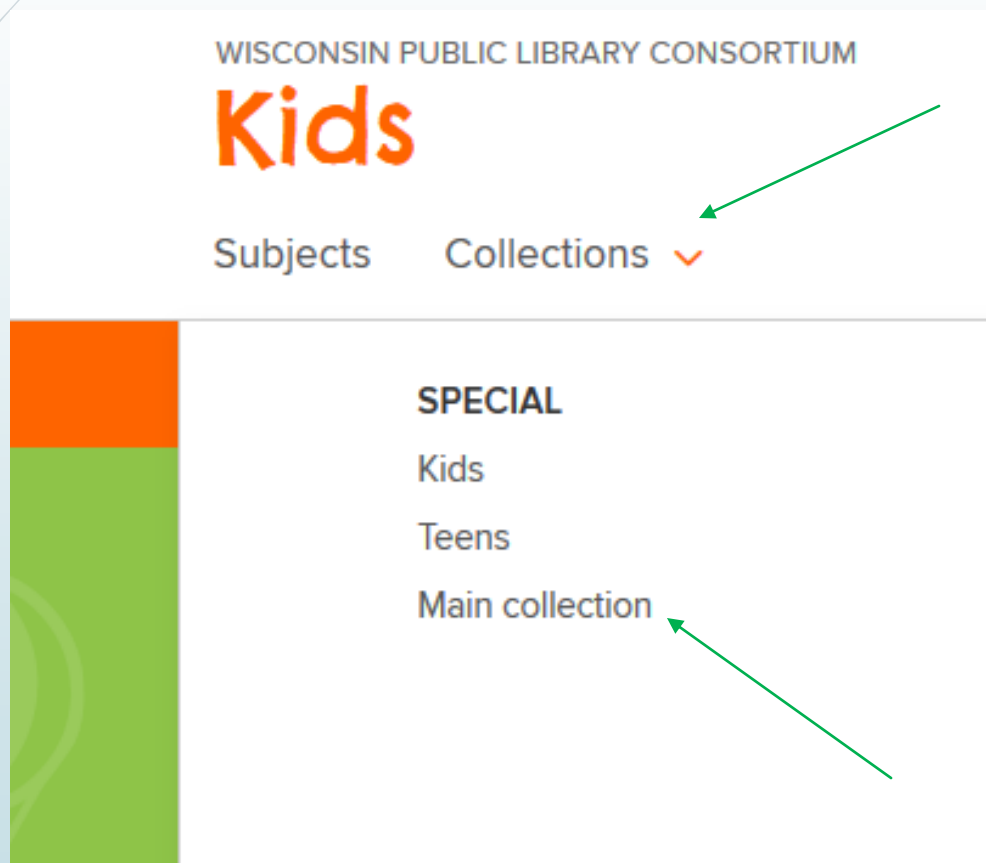 WISCONSIN PUBLIC LIBRARY CONSORTIUM
Kids
Subjects Collections
SPECIAL
Kids
Teens
Main collection